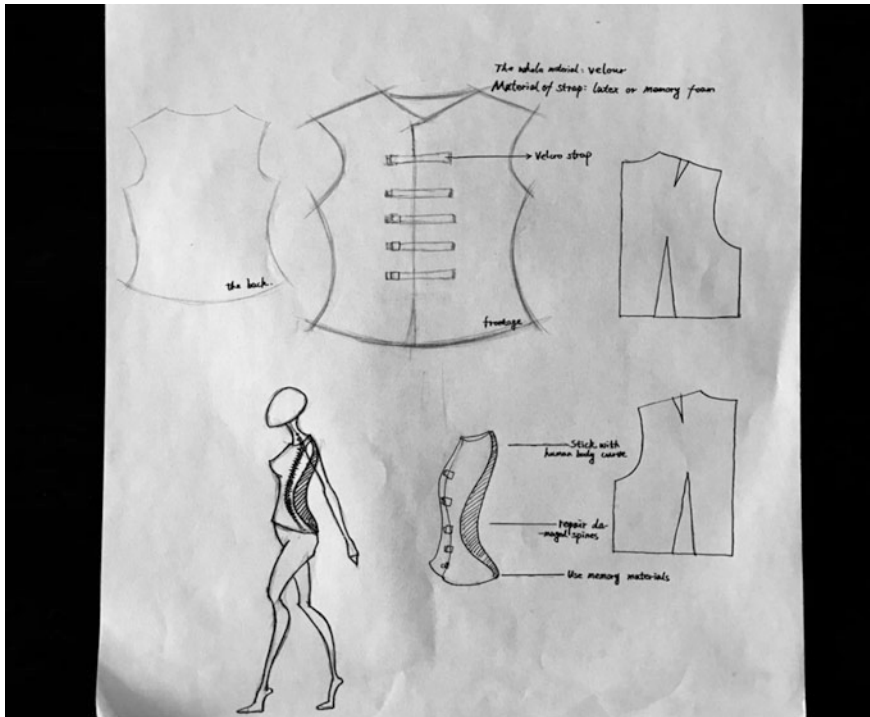 The whole material: velour
Material of strap: latex or memory foam
Velcro strap
the back.
frontage
Stick with
human body curve
repair da-
maged spines
Use memory materials